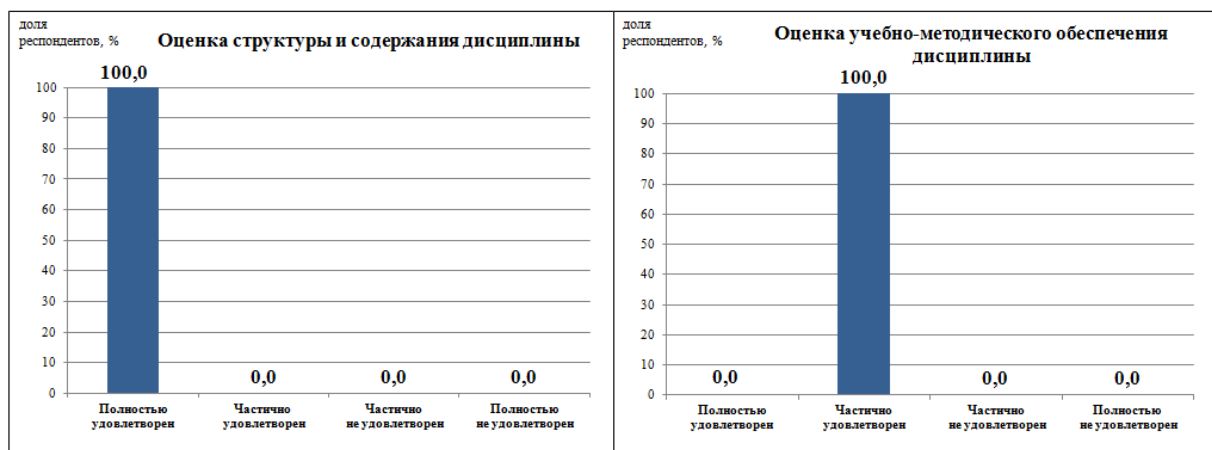 доля
респондентов, %
Оценка структуры и содержания дисциплины
100,0
100
90
80
70
60
50
40
30
20
10
0
0,0
0,0
0,0
Полностью
удовлетворен
Частично
удовлетворен
Частично
не удовлетворен
Полностью
не удовлетворен
доля
респондентов, %
Оценка учебно-методического обеспечения
дисциплины
100,0
100
90
80
70
60
50
40
30
20
10
0
0,0
0,0
0,0
Полностью
удовлетворен
Частично
удовлетворен
Частично
не удовлетворен
Полностью
не удовлетворен